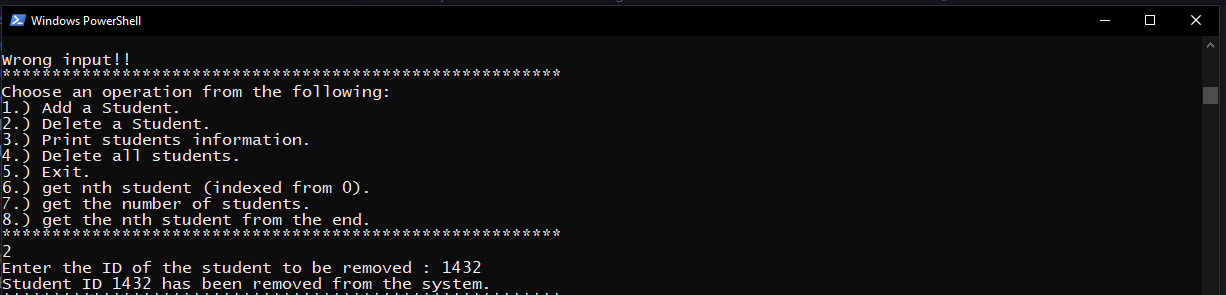 Windows PowerShell
Wrong input!!
********************************************************
Choose an operation from the following:
1.) Add a Student.
2.) Delete a Student.
3.) Print students information.
4.) Delete all students.
5.) Exit.
6.) get nth student (indexed from 0).
7.) get the number of students.
8.) get the nth student from the end.
********************************************************
2
Enter the ID of the student to be removed : 1432
Student ID 1432 has been removed from the system.